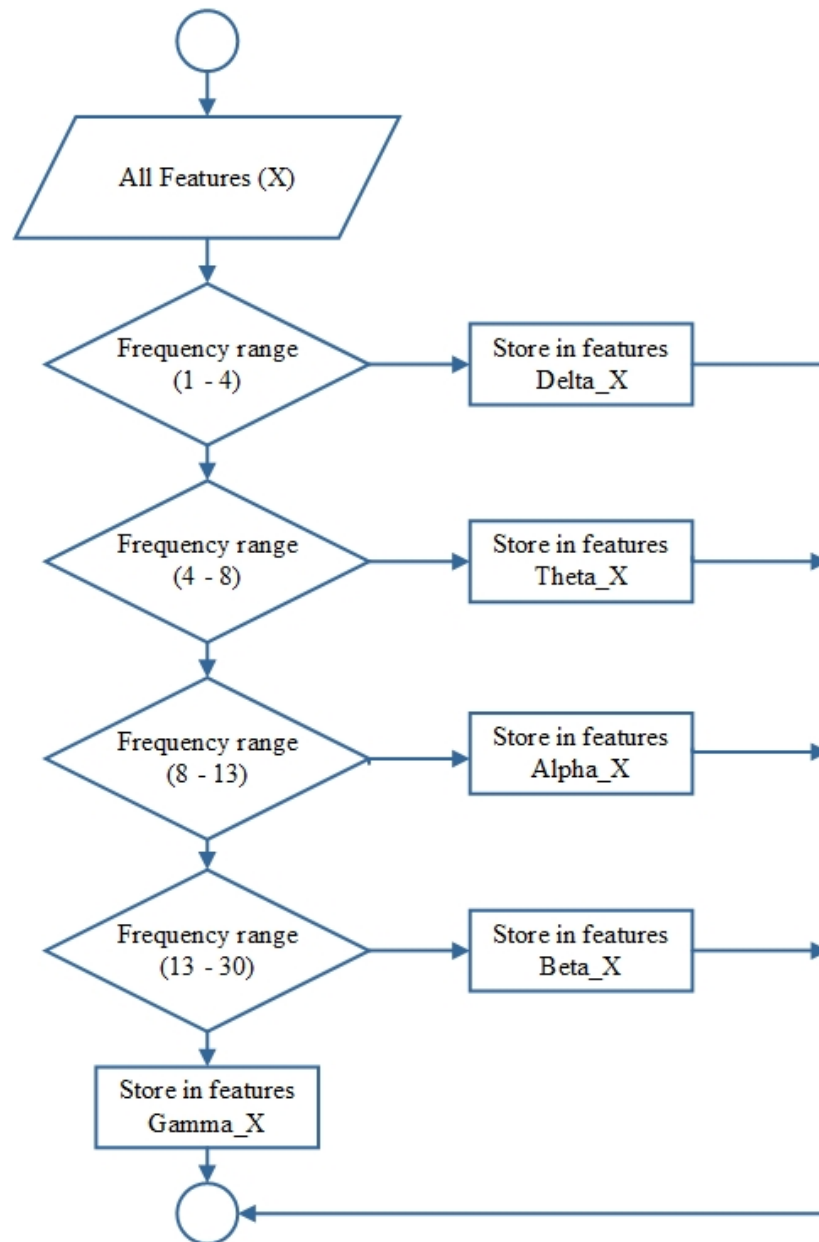 All Features (X)
Frequency range
(1 - 4)
Store in features
Delta_X
Frequency range
(4 - 8)
Store in features
Theta_X
Frequency range
(8 - 13)
Store in features
Alpha_X
Frequency range
(13 - 30)
Store in features
Beta_X
Store in features
Gamma_X